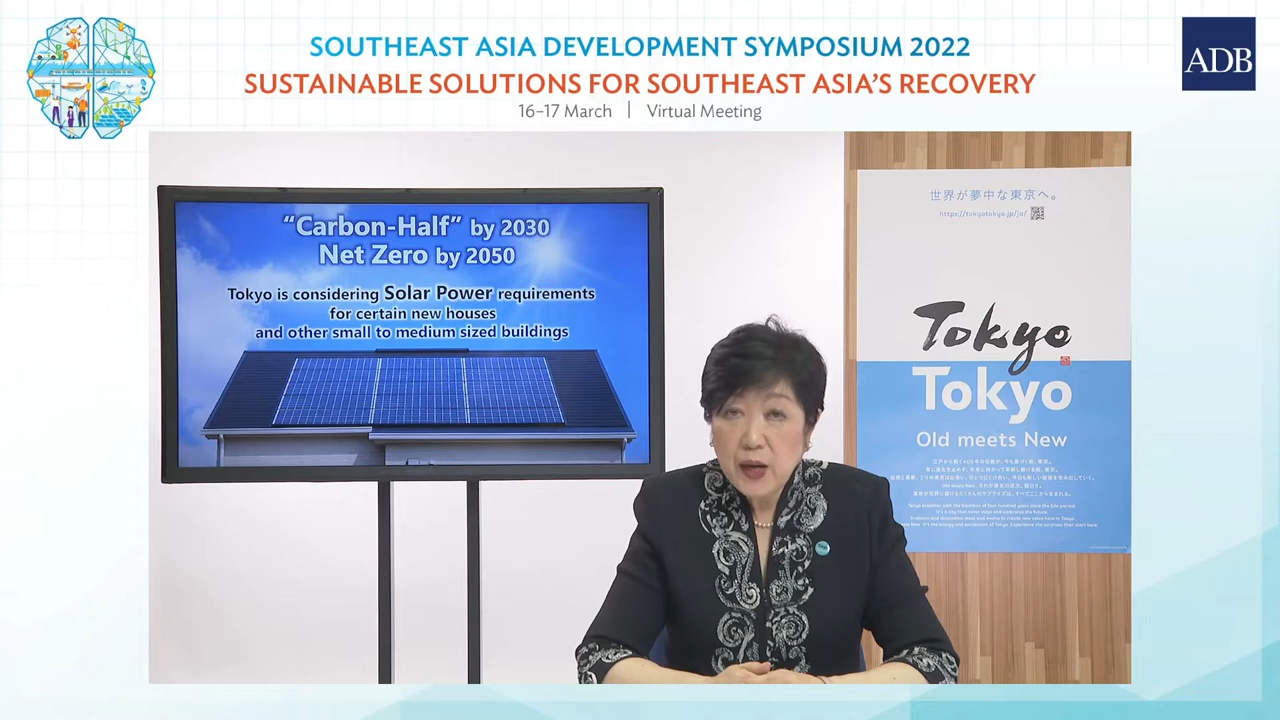 SOUTHEAST ASIA DEVELOPMENT SYMPOSIUM 2022
SUSTAINABLE SOLUTIONS FOR SOUTHEAST ASIA'S RECOVERY
16–17 March | Virtual Meeting
ADB
"Carbon-Half" by 2030
Net Zero by 2050
Tokyo is considering Solar Power requirements
for certain new houses
and other small to medium sized buildings
世界が夢中な東京へ。
https://tokyotokyo.jp/ja/
Tokyo
Tokyo
Old meets New